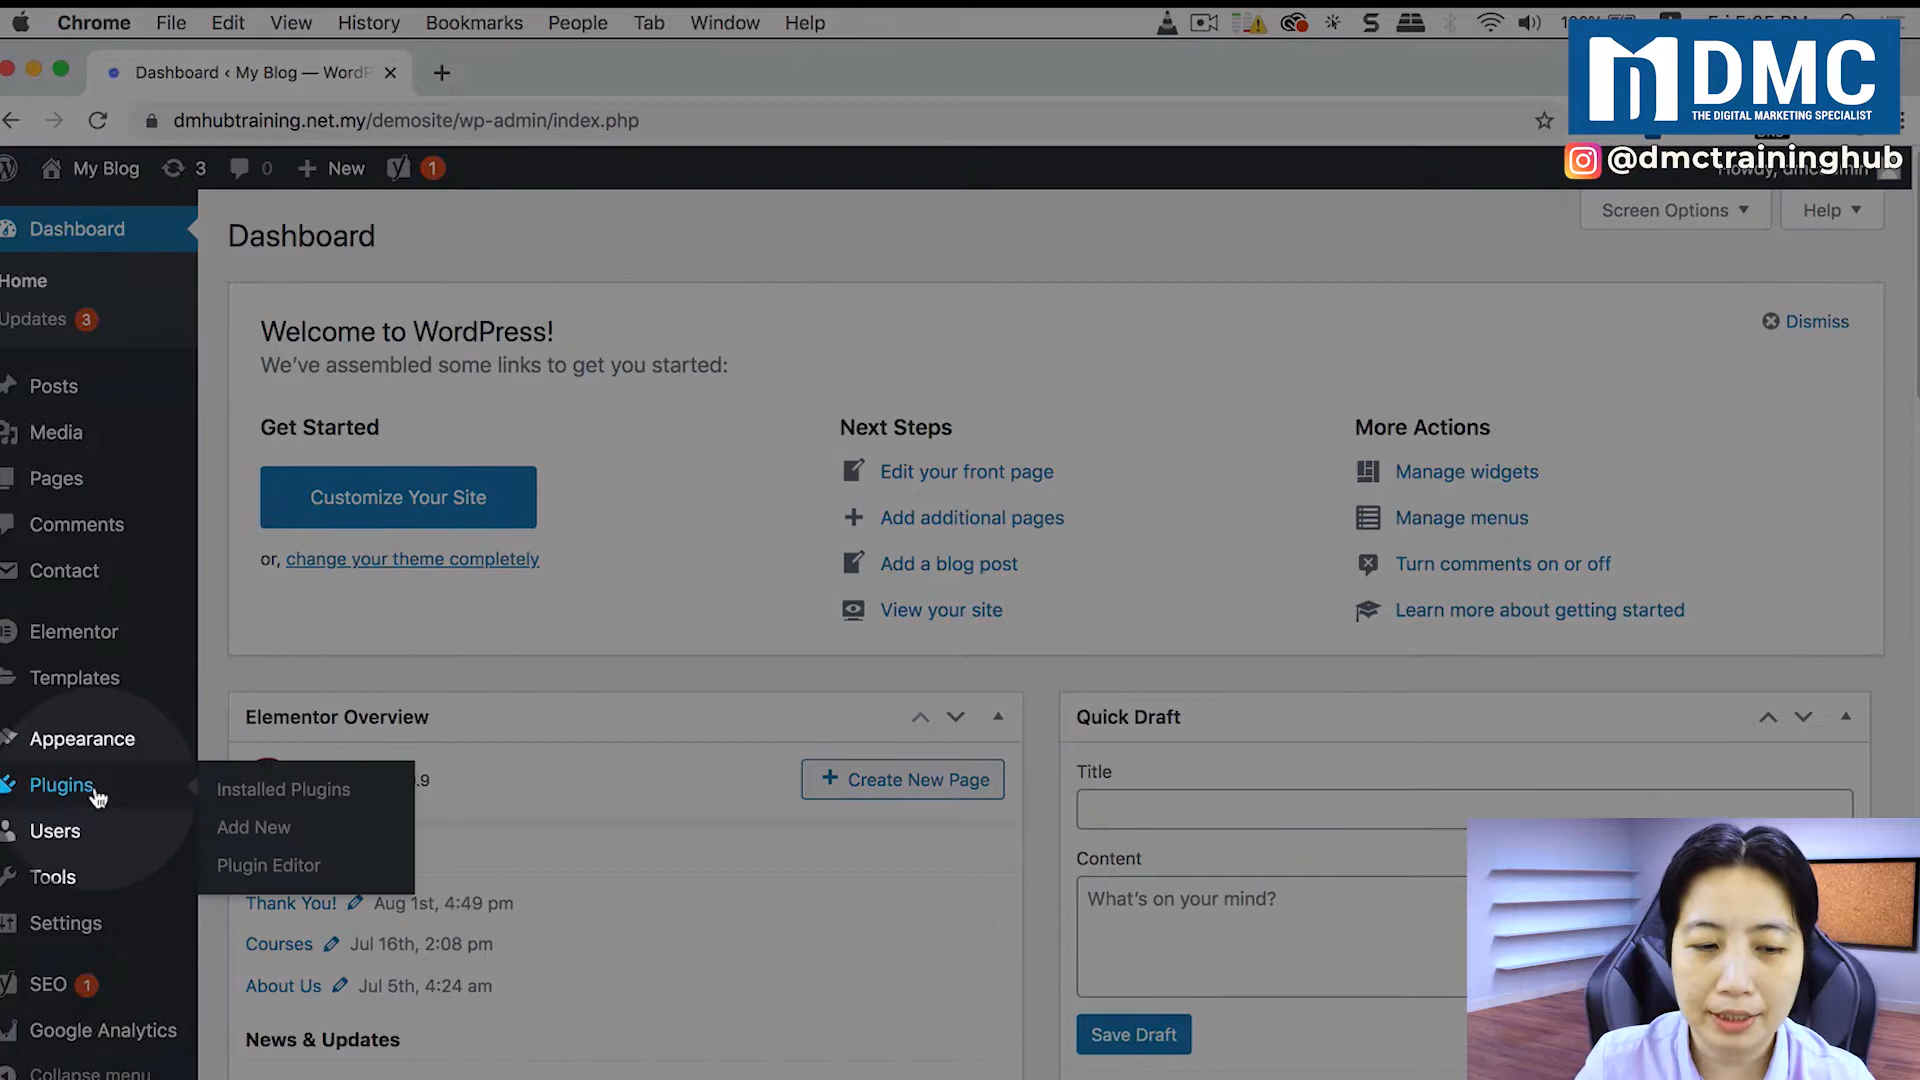 Chrome File Edit View History Bookmarks People Tab Window Help
Dashboard ‹ My Blog — WordP
dmhubtraining.net.my/demosite/wp-admin/index.php
DMC
THE DIGITAL MARKETING SPECIALIST
@dmctraininghub
My Blog 3 0 New 1
Screen Options Help
Dashboard
Home
Updates 3
Posts
Media
Pages
Comments
Contact
Elementor
Templates
Appearance
Plugins
Users
Tools
Settings
SEO 1
Google Analytics
Collapse menu
Installed Plugins
Add New
Plugin Editor
Dashboard
Welcome to WordPress!
Dismiss
We've assembled some links to get you started:
Get Started
Customize Your Site
or, change your theme completely
Next Steps
Edit your front page
Add additional pages
Add a blog post
View your site
More Actions
Manage widgets
Manage menus
Turn comments on or off
Learn more about getting started
Elementor Overview
.9
Create New Page
Thank You! Aug 1st, 4:49 pm
Courses Jul 16th, 2:08 pm
About Us Jul 5th, 4:24 am
News & Updates
Quick Draft
Title
Content
What's on your mind?
Save Draft